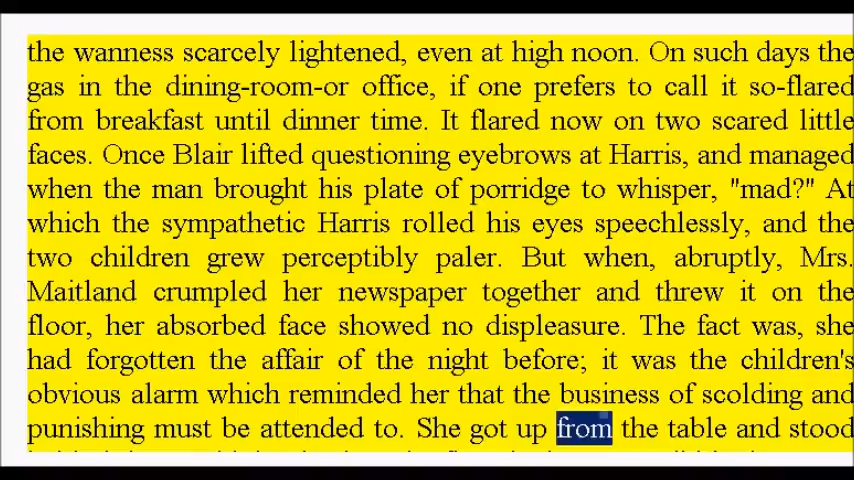 the wanness scarcely lightened, even at high noon. On such days the
gas in the dining-room-or office, if one prefers to call it so-flared
from breakfast until dinner time. It flared now on two scared little
faces. Once Blair lifted questioning eyebrows at Harris, and managed
when the man brought his plate of porridge to whisper, "mad?" At
which the sympathetic Harris rolled his eyes speechlessly, and the
two children grew perceptibly paler. But when, abruptly, Mrs.
Maitland crumpled her newspaper together and threw it on the
floor, her absorbed face showed no displeasure. The fact was, she
had forgotten the affair of the night before; it was the children's
obvious alarm which reminded her that the business of scolding and
punishing must be attended to. She got up from the table and stood